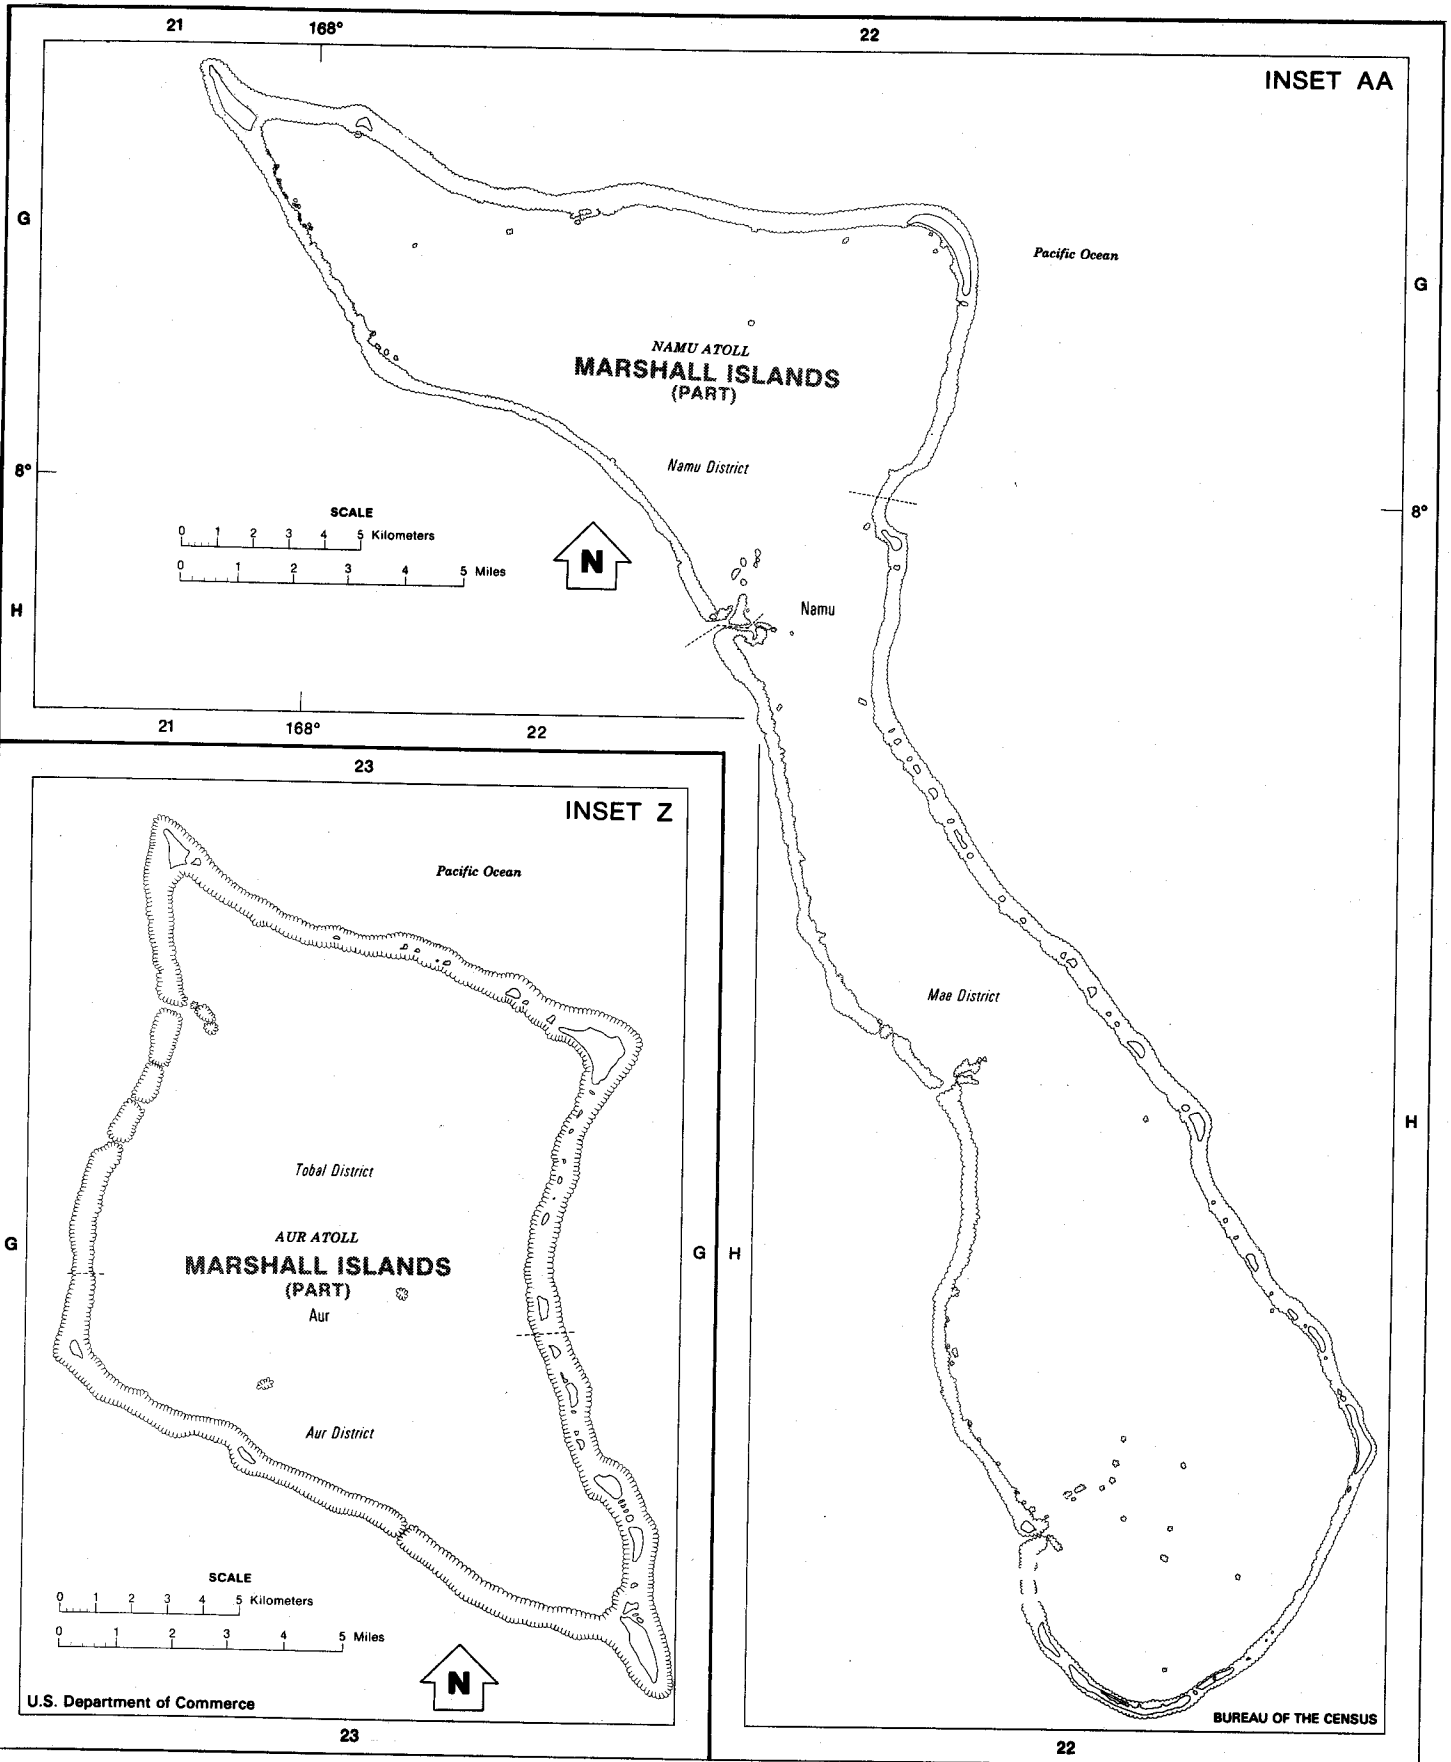 21
168°
22
INSET AA
G
Pacific Ocean
G
NAMU ATOLL
MARSHALL ISLANDS
(PART)
Namu District
8°
8°
SCALE
0 1 2 3 4 5 Kilometers
0 1 2 3 4 5 Miles
N
H
Namu
21
168°
22
23
INSET Z
Pacific Ocean
Mae District
H
Tobal District
G
AUR ATOLL
MARSHALL ISLANDS
(PART)
Aur
G
H
Aur District
SCALE
0 1 2 3 4 5 Kilometers
0 1 2 3 4 5 Miles
N
U.S. Department of Commerce
BUREAU OF THE CENSUS
23
22